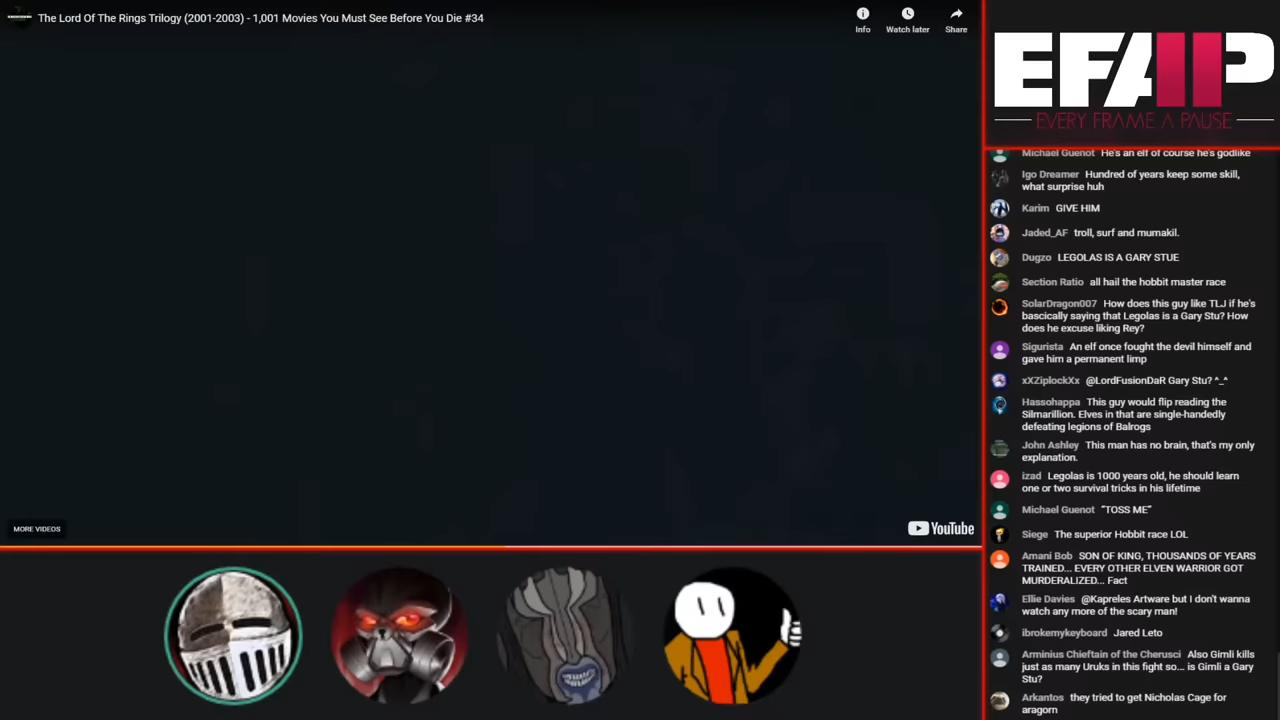 The Lord Of The Rings Trilogy (2001-2003) - 1,001 Movies You Must See Before You Die #34
Info
Watch later
Share
MORE VIDEOS
YouTube
EFAP
EVERY FRAME A PAUSE
Michael Guenot He's an elf of course he's godlike
Igo Dreamer Hundred of years keep some skill,
what surprise huh
Karim GIVE HIM
Jaded_AF troll, surf and mumakil.
Dugzo LEGOLAS IS A GARY STUE
Section Ratio all hail the hobbit master race
SolarDragon007 How does this guy like TLJ if he's
bascically saying that Legolas is a Gary Stu? How
does he excuse liking Rey?
Sigurista An elf once fought the devil himself and
gave him a permanent limp
xXZiplockXx @LordFusionDaR Gary Stu? ^_^
Hassohappa This guy would flip reading the
Silmarillion. Elves in that are single-handedly
defeating legions of Balrogs
John Ashley This man has no brain, that's my only
explanation.
izad Legolas is 1000 years old, he should learn
one or two survival tricks in his lifetime
Michael Guenot "TOSS ME"
Siege The superior Hobbit race LOL
Amani Bob SON OF KING, THOUSANDS OF YEARS
TRAINED... EVERY OTHER ELVEN WARRIOR GOT
MURDERALIZED... Fact
Ellie Davies @Kapreles Artware but I don't wanna
watch any more of the scary man!
ibrokemykeyboard Jared Leto
Arminius Chieftain of the Cherusci Also Gimli kills
just as many Uruks in this fight so... is Gimli a Gary
Stu?
Arkantos they tried to get Nicholas Cage for
aragorn